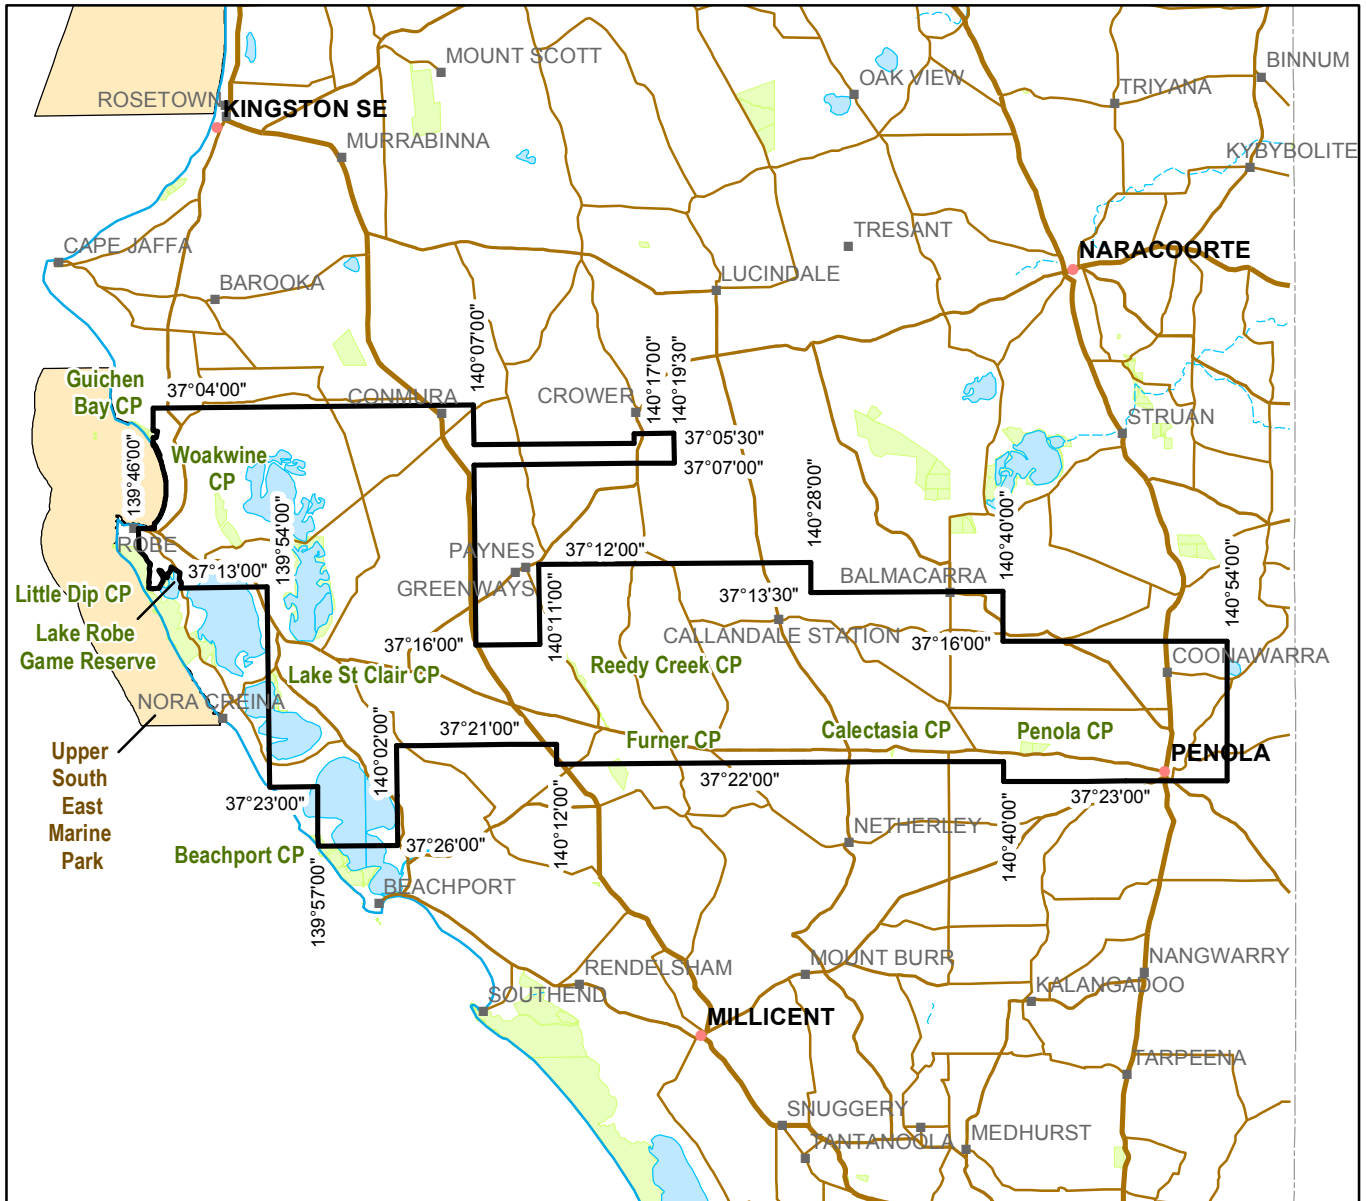 MOUNT SCOTT
BINNUM
OAK VIEW
TRIYANA
ROSETOWN
KINGSTON SE
MURRABINNA
KYBYBOLITE
TRESANT
CAPE JAFFA
NARACOORTE
BAROOKA
LUCINDALE
140°07'00"
140°17'00"
140°19'30"
Guichen
Bay CP
37°04'00"
CONMURA
CROWER
STRUAN
37°05'30"
139°46'00"
Woakwine
CP
37°07'00"
140°28'00"
140°40'00"
139°54'00"
140°54'00"
ROBE
PAYNES
37°12'00"
37°13'00"
GREENWAYS
BALMACARRA
Little Dip CP
140°11'00"
37°13'30"
Lake Robe
Game Reserve
37°16'00"
CALLANDALE STATION
37°16'00"
COONAWARRA
Lake St Clair CP
Reedy Creek CP
NORA CREINA
140°02'00"
37°21'00"
Furner CP
Calectasia CP
Penola CP
Upper
South
East
Marine
Park
PENOLA
37°22'00"
37°23'00"
37°23'00"
140°12'00"
140°40'00"
NETHERLEY
37°26'00"
Beachport CP
139°57'00"
BEACHPORT
MOUNT BURR
NANGWARRY
RENDELSHAM
KALANGADOO
SOUTHEND
MILLICENT
TARPEENA
SNUGGERY
MEDHURST
TANTANOOLA